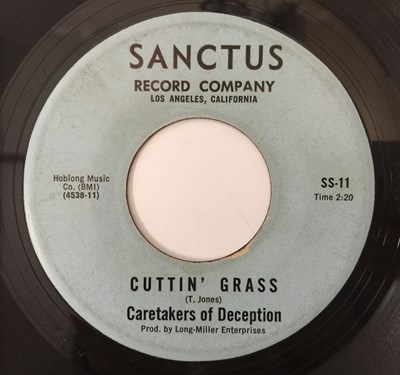 SANCTUS
RECORD COMPANY
LOS ANGELES, CALIFORNIA
Hoblong Music
Co. (BMI)
(4538-11)
SS-11
Time 2:20
CUTTIN' GRASS
(T. Jones)
Caretakers of Deception
Prod. by Long-Miller Enterprises